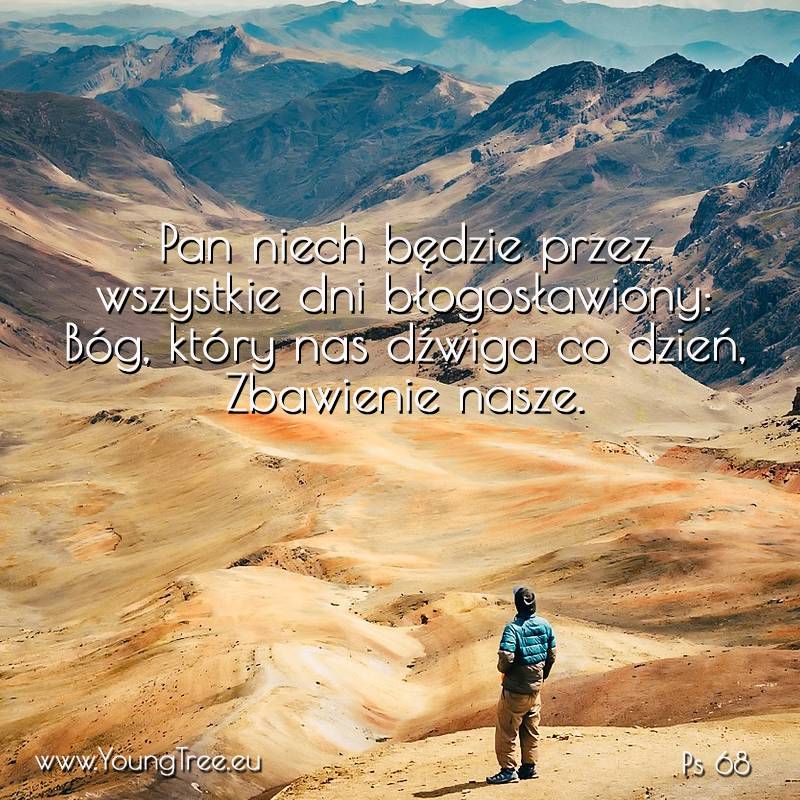 Pan niech będzie przez
wszystkie dni błogosławiony:
Bóg, który nas dźwiga co dzień,
Zbawienie nasze.
www.YoungTree.eu
Ps 68